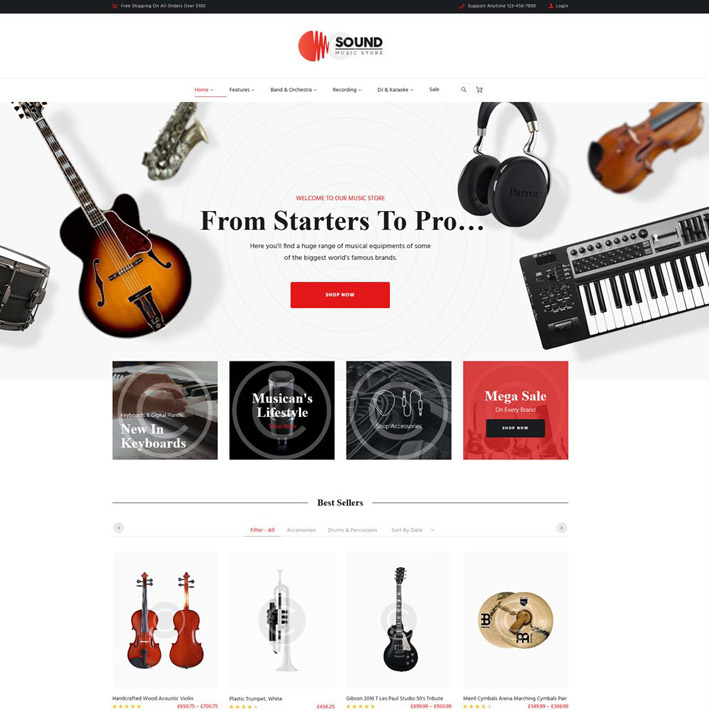 Free Shipping On All Orders Over $100
Support Anytime 123-456-7890
Login
SOUND
MUSIC STORE
Home
Features
Band & Orchestra
Recording
DJ & Karaoke
Sale
WELCOME TO OUR MUSIC STORE
From Starters To Pro…
Here you'll find a huge range of musical equipments of some
of the biggest world's famous brands.
SHOP NOW
Parrot
Keyboards & Digital Pianos
New In
Keyboards
Musican's
Lifestyle
Shop Now
Shop Accessories
Mega Sale
On Every Brand
SHOP NOW
Best Sellers
Filter - All
Accessories
Drums & Percussion
Sort By Date
Handcrafted Wood Acoustic Violin
£650.75 – £700.75
Plastic Trumpet, White
£456.25
Gibson 2016 T Les Paul Studio 50's Tribute
£899.99 – £950.99
Meinl Cymbals Arena Marching Cymbals Pair
£349.99 – £369.99